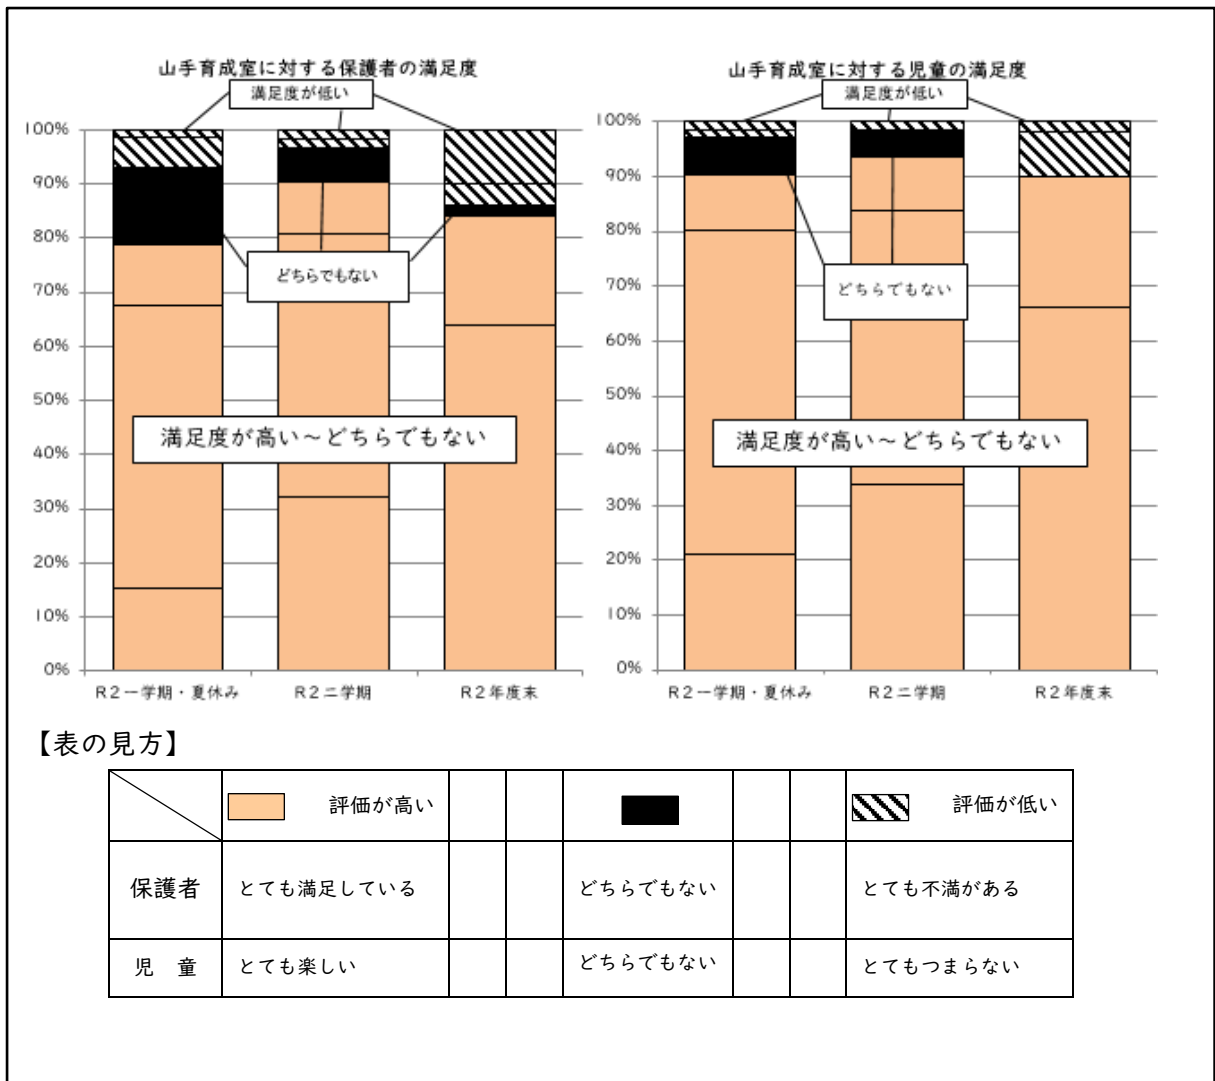 山手育成室に対する保護者の満足度
満足度が低い
100%
90%
80%
70%
60%
50%
40%
30%
20%
10%
0%
どちらでもない
満足度が高い～どちらでもない
R2一学期・夏休み
R2二学期
R2年度末
山手育成室に対する児童の満足度
満足度が低い
100%
90%
80%
70%
60%
50%
40%
30%
20%
10%
0%
どちらでもない
満足度が高い～どちらでもない
R2一学期・夏休み
R2二学期
R2年度末
【表の見方】
評価が高い 評価が低い
保護者 とても満足している どちらでもない とても不満がある
児 童 とても楽しい どちらでもない とてもつまらない